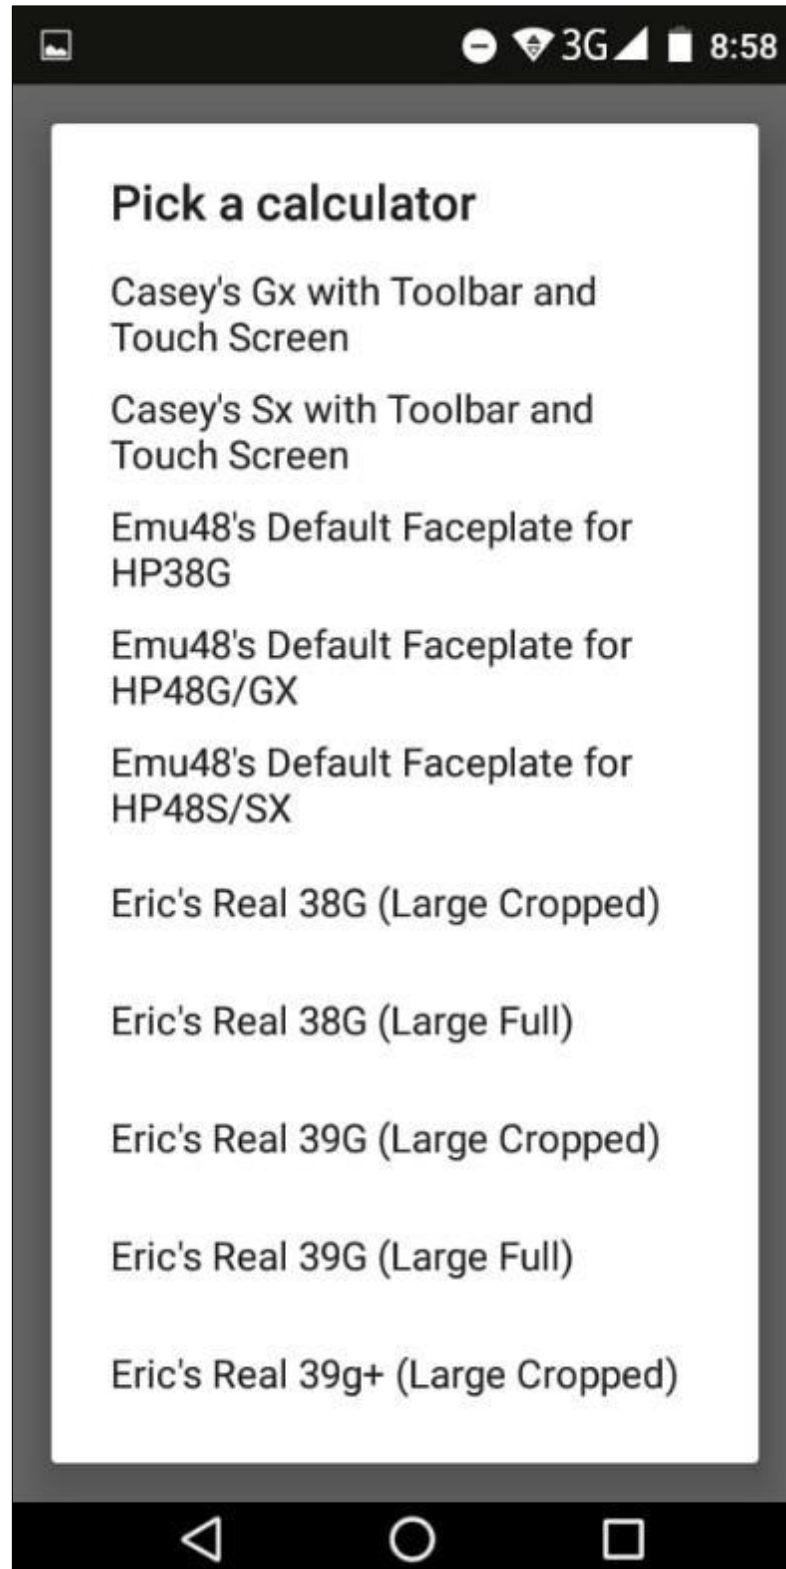 3G 8:58
Pick a calculator
Casey's Gx with Toolbar and
Touch Screen
Casey's Sx with Toolbar and
Touch Screen
Emu48's Default Faceplate for
HP38G
Emu48's Default Faceplate for
HP48G/GX
Emu48's Default Faceplate for
HP48S/SX
Eric's Real 38G (Large Cropped)
Eric's Real 38G (Large Full)
Eric's Real 39G (Large Cropped)
Eric's Real 39G (Large Full)
Eric's Real 39g+ (Large Cropped)